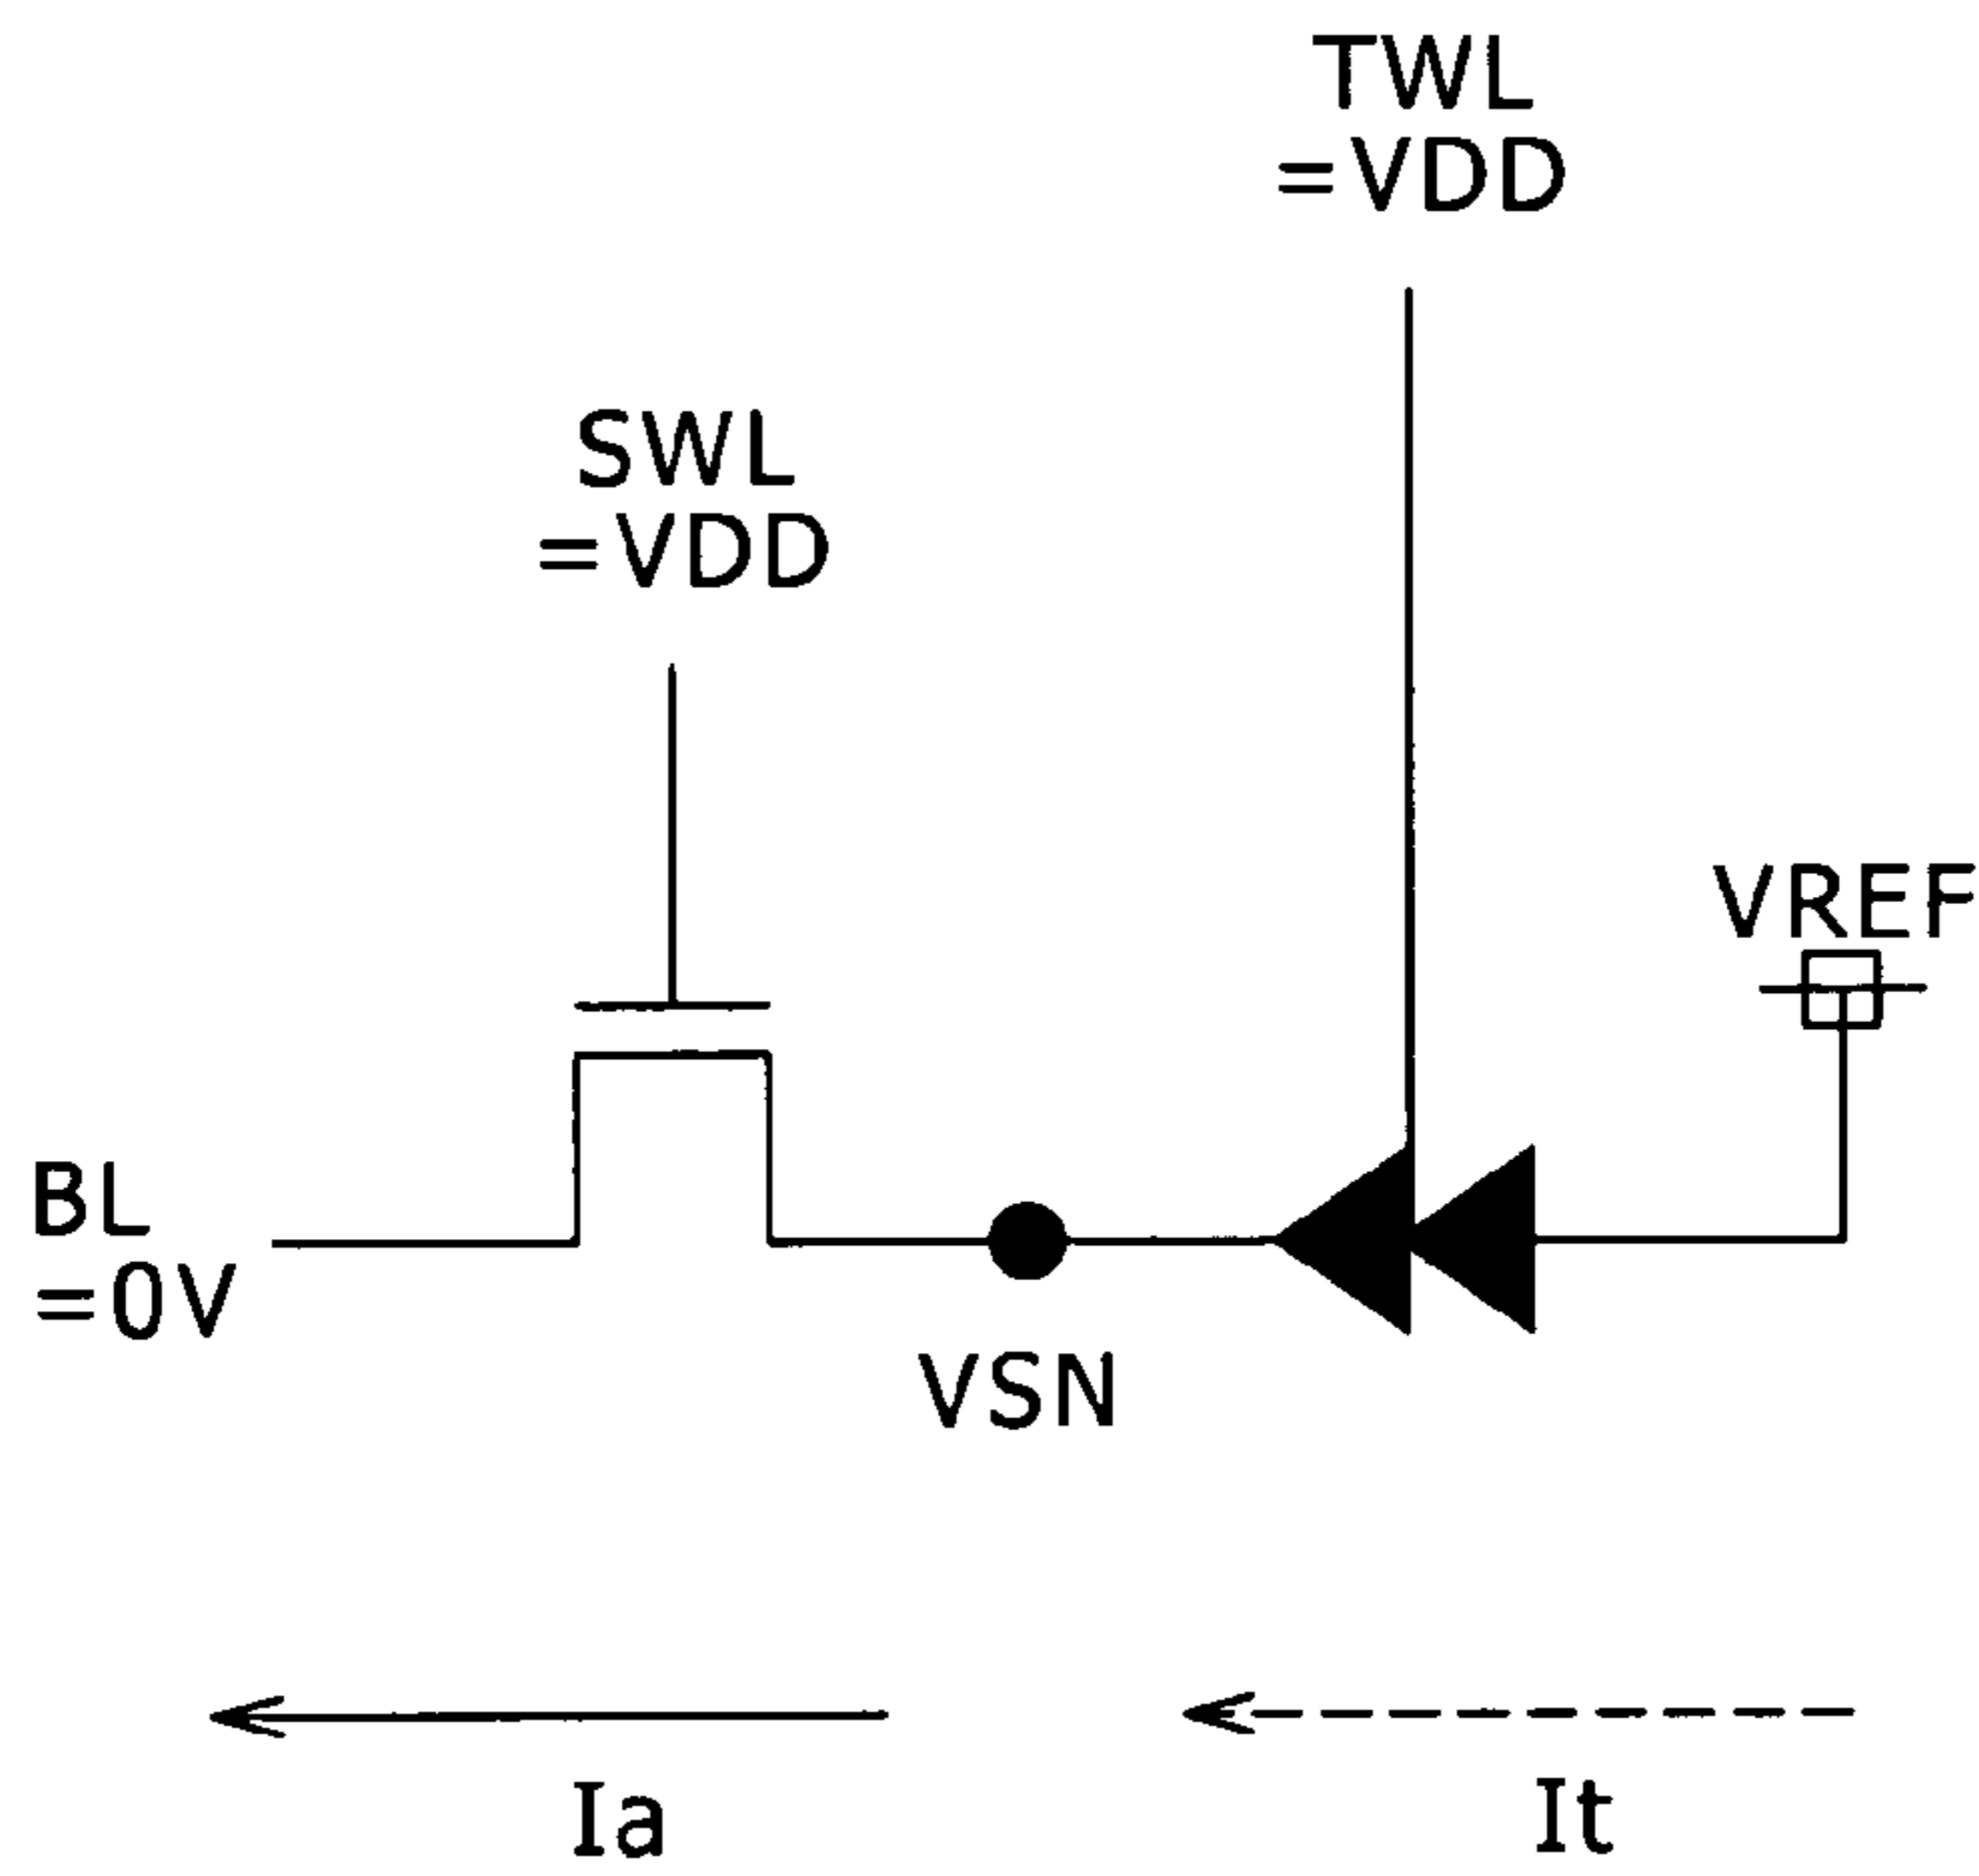 TWL
=VDD
SWL
=VDD
VREF
BL
=0V
VSN
Ia
It